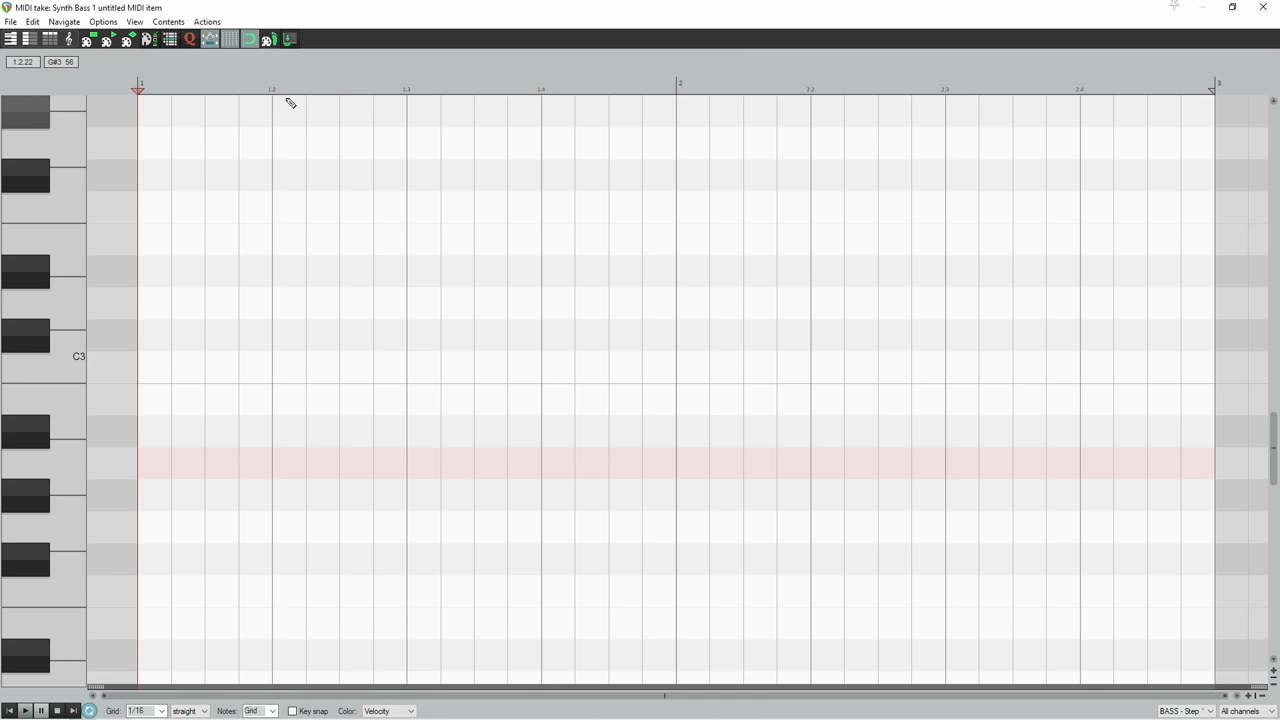 MIDI take: Synth Bass 1 untitled MIDI item
File Edit Navigate Options View Contents Actions
1.2.22 G#3 56
1 2 3
1.2 1.3 1.4 2.2 2.3 2.4
C3
Grid: 1/16 straight Notes: Grid Key snap Color: Velocity BASS - Step All channels